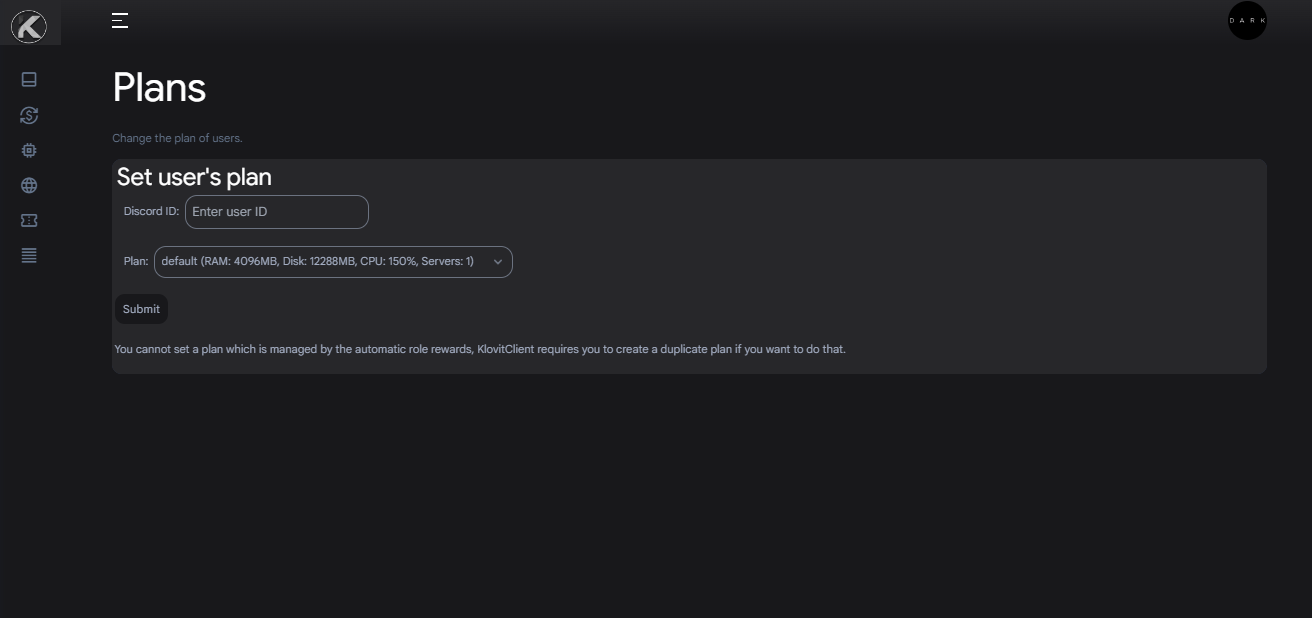 D A R K
Plans
Change the plan of users.
Set user's plan
Discord ID: Enter user ID
Plan: default (RAM: 4096MB, Disk: 12288MB, CPU: 150%, Servers: 1)
Submit
You cannot set a plan which is managed by the automatic role rewards, KlovitClient requires you to create a duplicate plan if you want to do that.